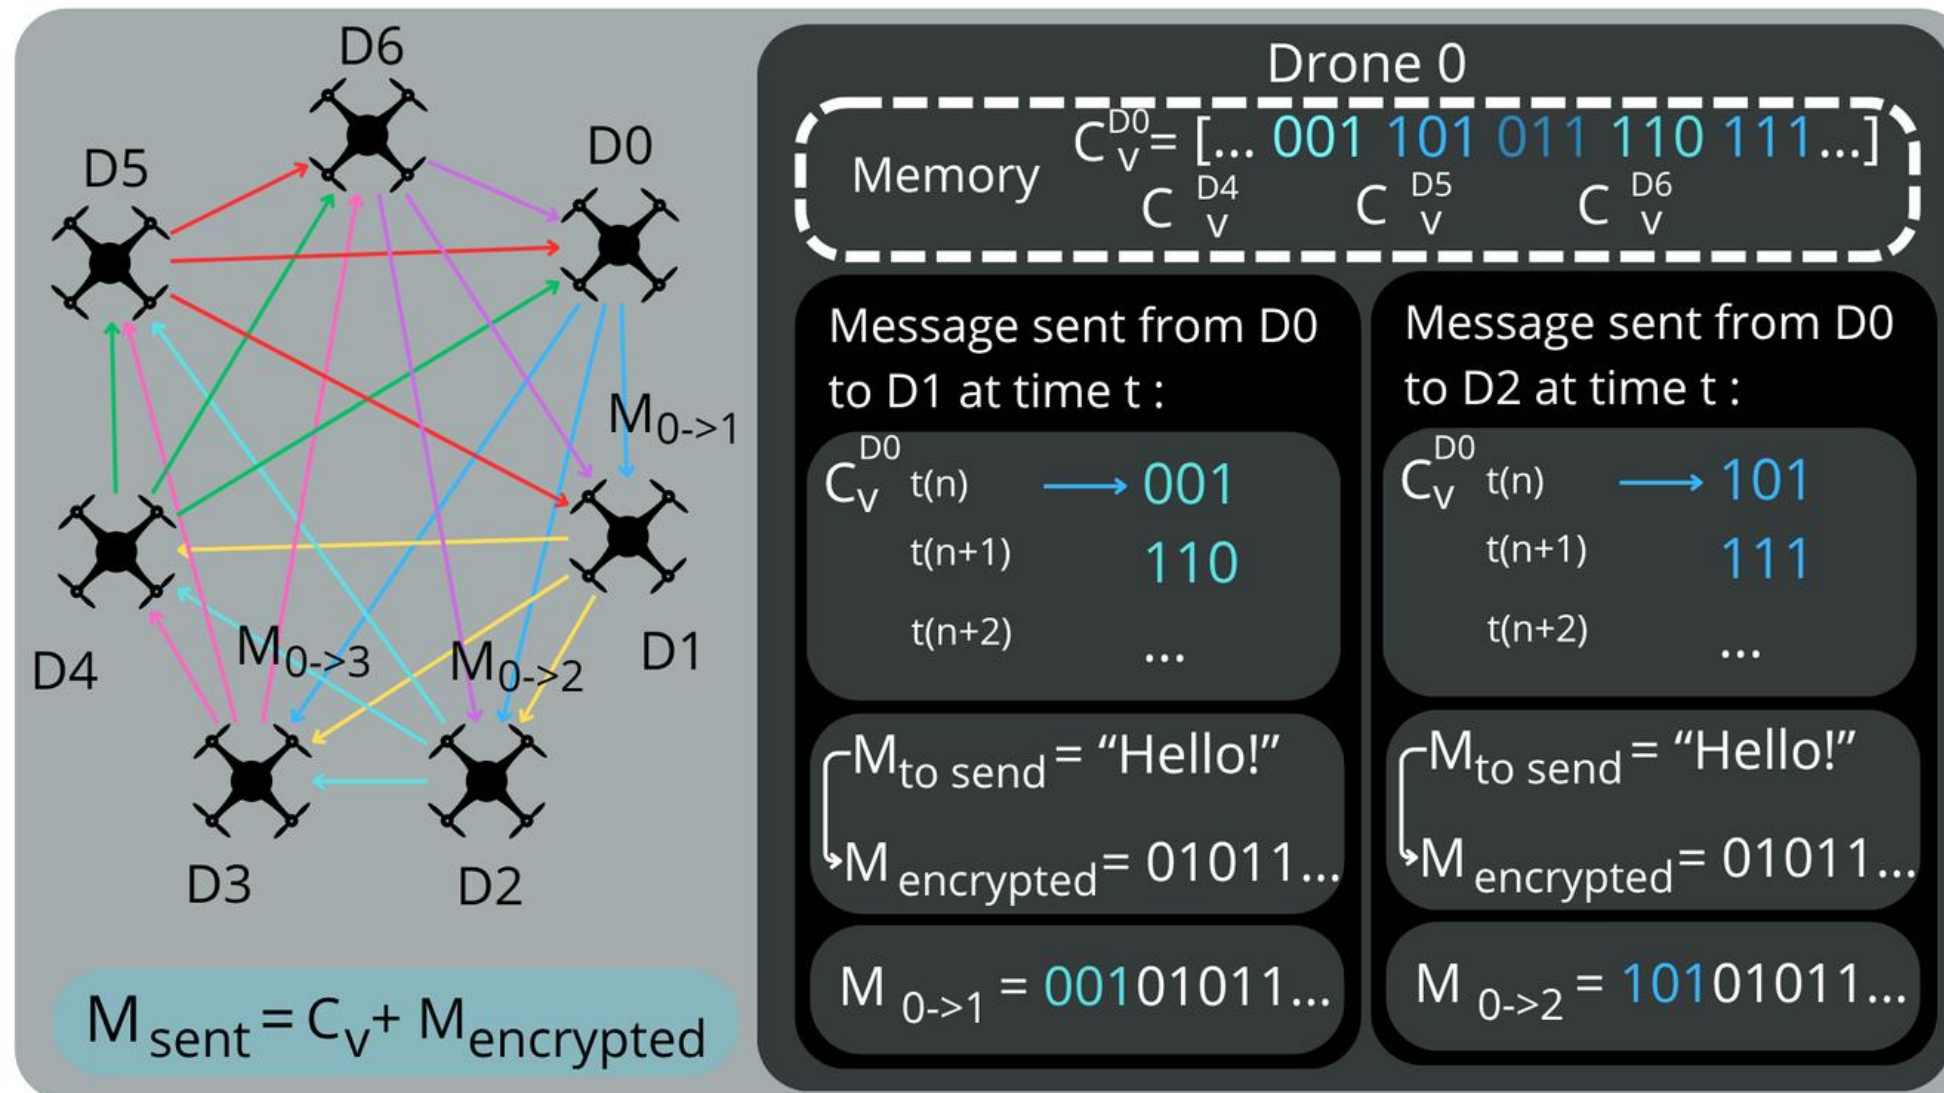 D6
D0
D5
M0->1
D4
M0->3
M0->2
D1
D3
D2
Msent = Cv+ Mencrypted
Drone 0
Memory
CvD0 = [... 001 101 011 110 111...]
CvD4 CvD5 CvD6
Message sent from D0
to D1 at time t :
CvD0 t(n) → 001
t(n+1) 110
t(n+2) ...
Mto send = “Hello!”
Mencrypted = 01011...
M0->1 = 00101011...
Message sent from D0
to D2 at time t :
CvD0 t(n) → 101
t(n+1) 111
t(n+2) ...
Mto send = “Hello!”
Mencrypted = 01011...
M0->2 = 10101011...